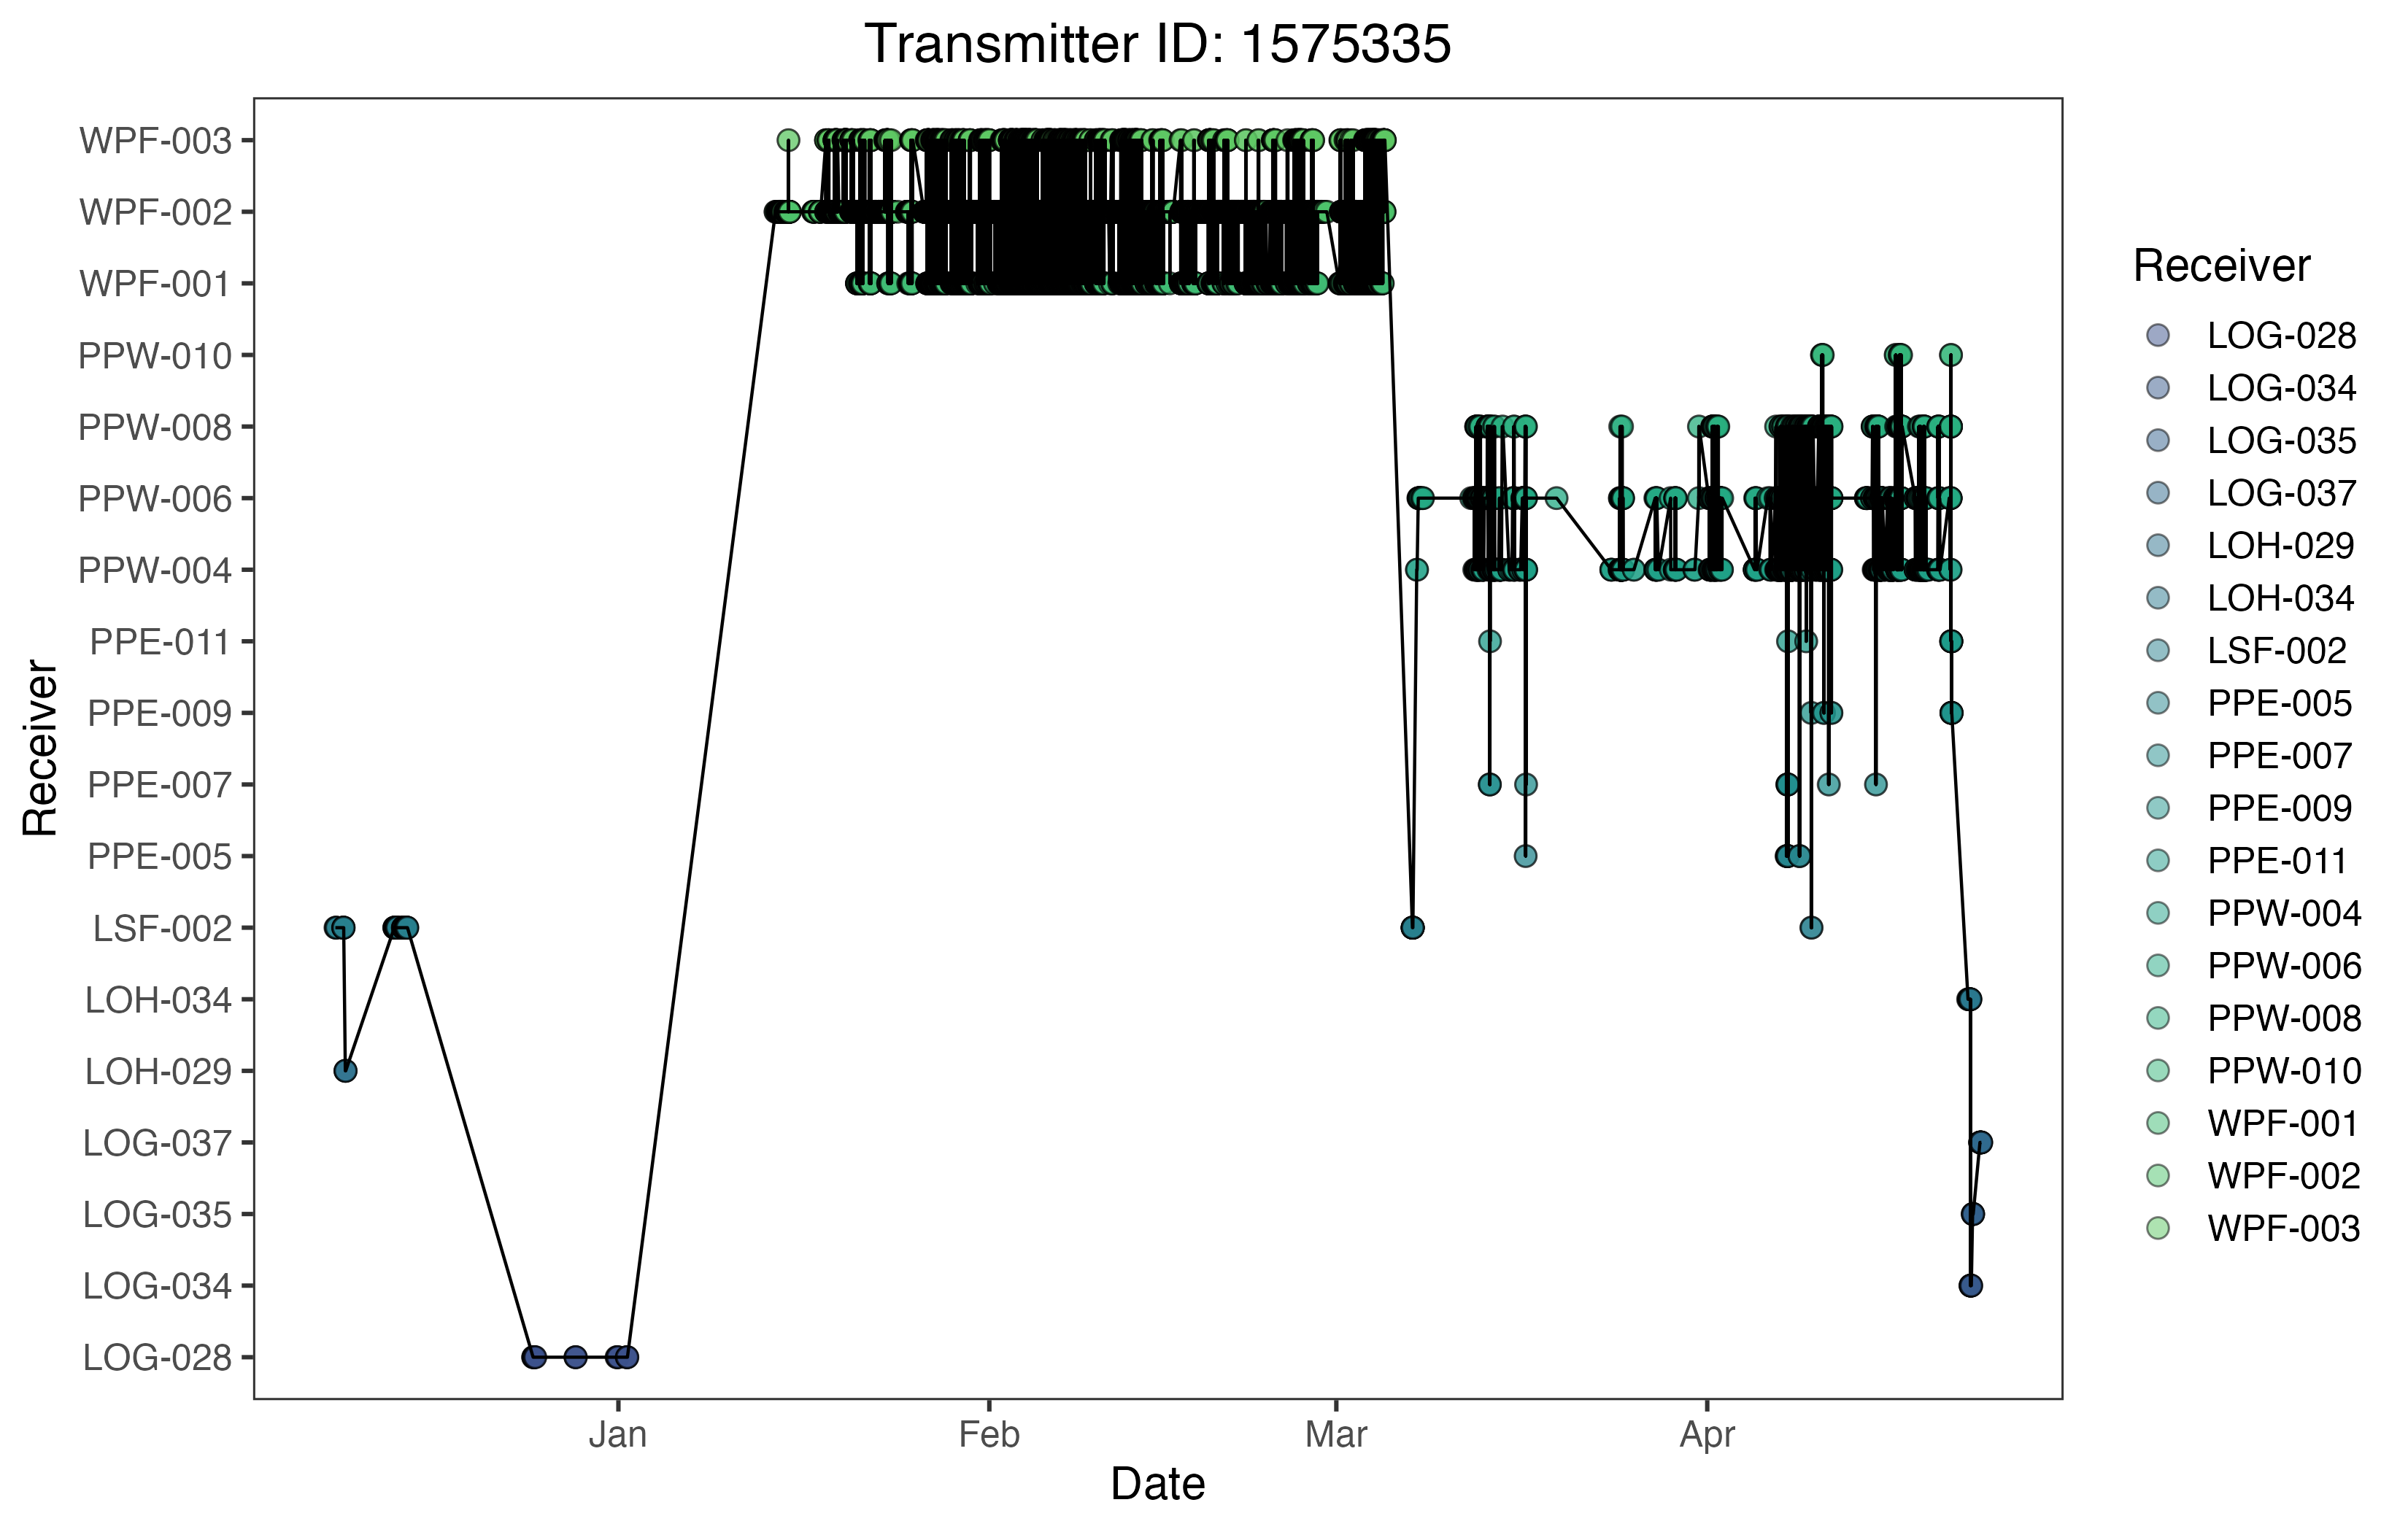 Transmitter ID: 1575335
WPF-003
WPF-002
WPF-001
PPW-010
PPW-008
PPW-006
PPW-004
PPE-011
PPE-009
PPE-007
PPE-005
LSF-002
LOH-034
LOH-029
LOG-037
LOG-035
LOG-034
LOG-028
Receiver
Jan Feb Mar Apr
Date
Receiver
LOG-028
LOG-034
LOG-035
LOG-037
LOH-029
LOH-034
LSF-002
PPE-005
PPE-007
PPE-009
PPE-011
PPW-004
PPW-006
PPW-008
PPW-010
WPF-001
WPF-002
WPF-003